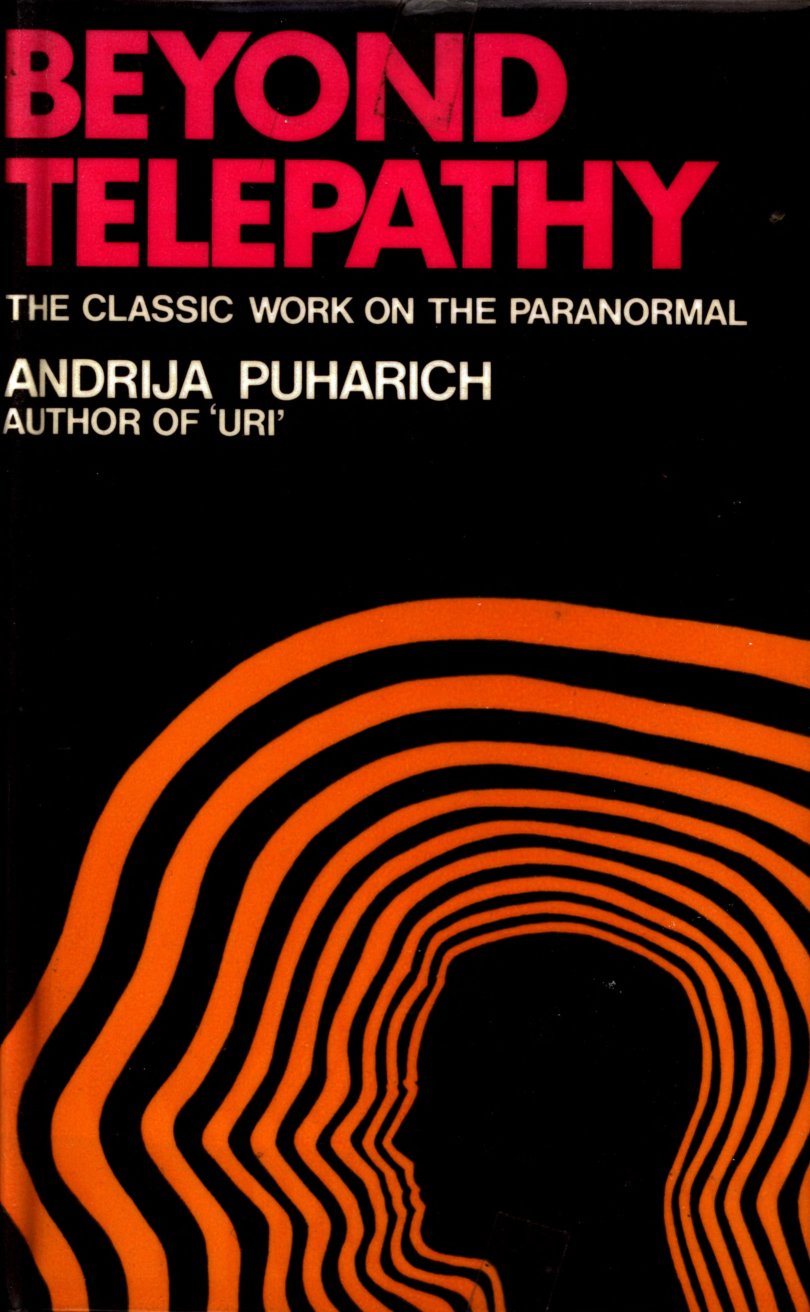 BEYOND
TELEPATHY
THE CLASSIC WORK ON THE PARANORMAL
ANDRIJA PUHARICH
AUTHOR OF ‘URI’